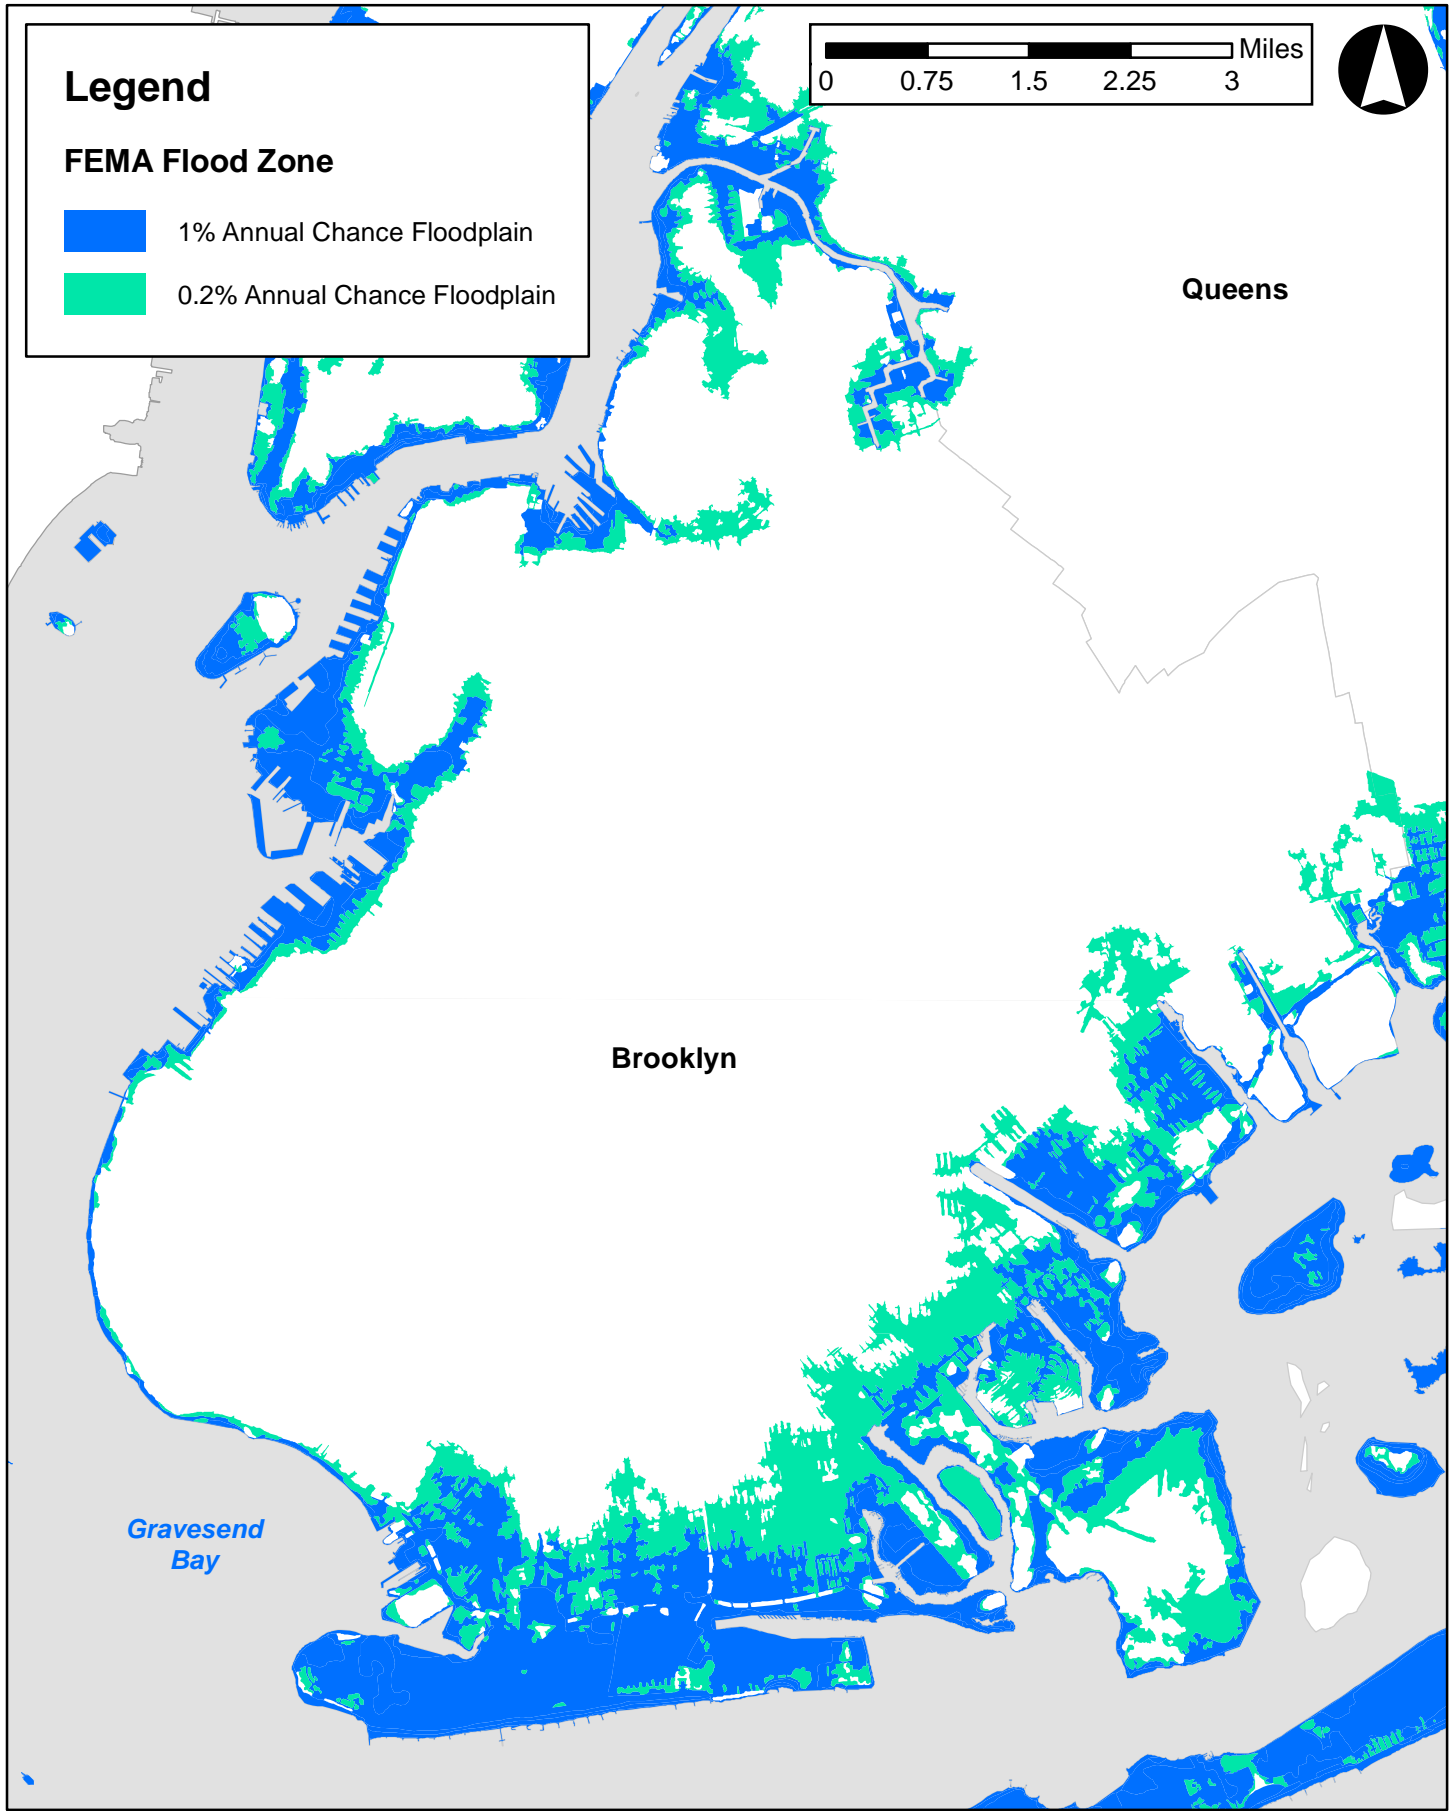 Legend
FEMA Flood Zone
1% Annual Chance Floodplain
0.2% Annual Chance Floodplain
Miles
0 0.75 1.5 2.25 3
Queens
Brooklyn
Gravesend
Bay